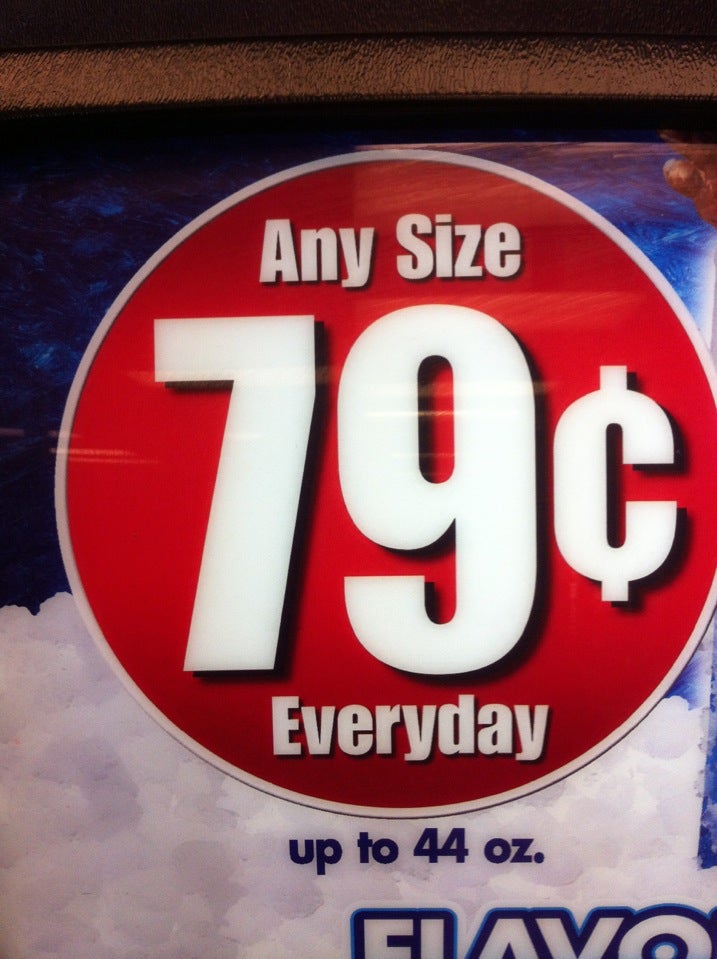 Any Size
79¢
Everyday
up to 44 oz.